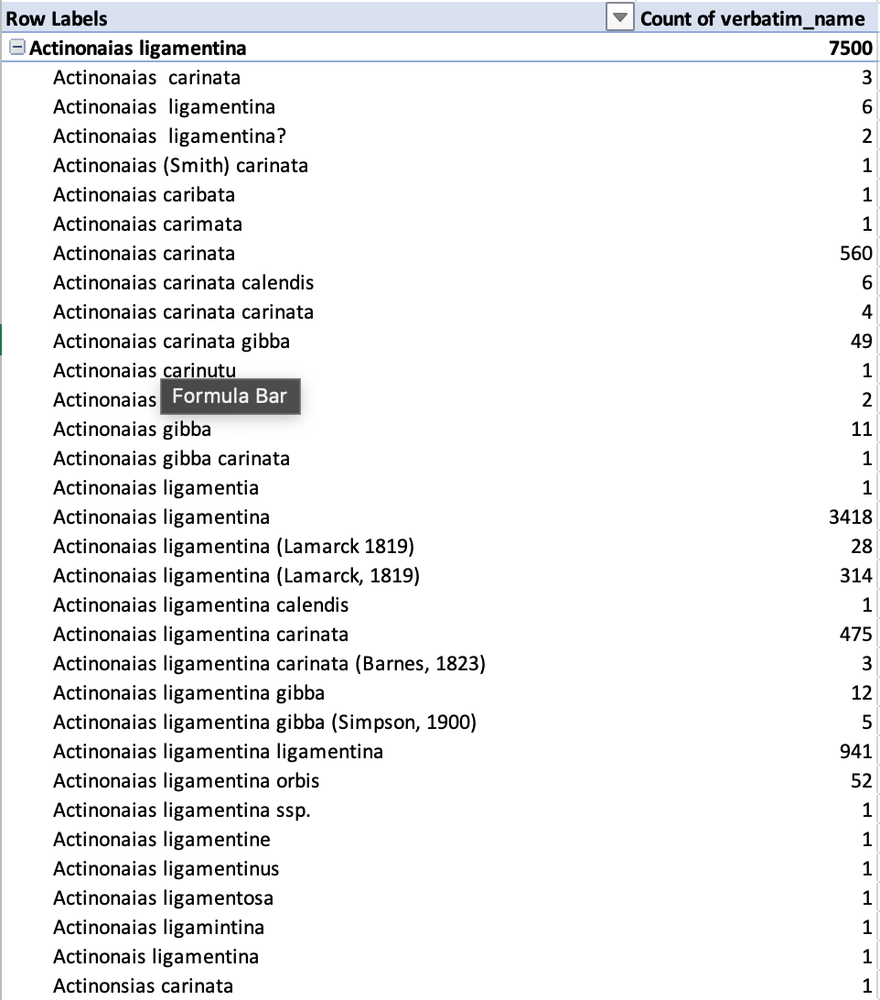 Row Labels Count of verbatim_name
Actinonaias ligamentina 7500
Actinonaias  carinata 3
Actinonaias  ligamentina 6
Actinonaias  ligamentina? 2
Actinonaias (Smith) carinata 1
Actinonaias caribata 1
Actinonaias carimata 1
Actinonaias carinata 560
Actinonaias carinata calendis 6
Actinonaias carinata carinata 4
Actinonaias carinata gibba 49
Actinonaias carinutu 1
Actinonaias Formula Bar 2
Actinonaias gibba 11
Actinonaias gibba carinata 1
Actinonaias ligamentia 1
Actinonaias ligamentina 3418
Actinonaias ligamentina (Lamarck 1819) 28
Actinonaias ligamentina (Lamarck, 1819) 314
Actinonaias ligamentina calendis 1
Actinonaias ligamentina carinata 475
Actinonaias ligamentina carinata (Barnes, 1823) 3
Actinonaias ligamentina gibba 12
Actinonaias ligamentina gibba (Simpson, 1900) 5
Actinonaias ligamentina ligamentina 941
Actinonaias ligamentina orbis 52
Actinonaias ligamentina ssp. 1
Actinonaias ligamentine 1
Actinonaias ligamentinus 1
Actinonaias ligamentosa 1
Actinonaias ligamintina 1
Actinonais ligamentina 1
Actinonsias carinata 1